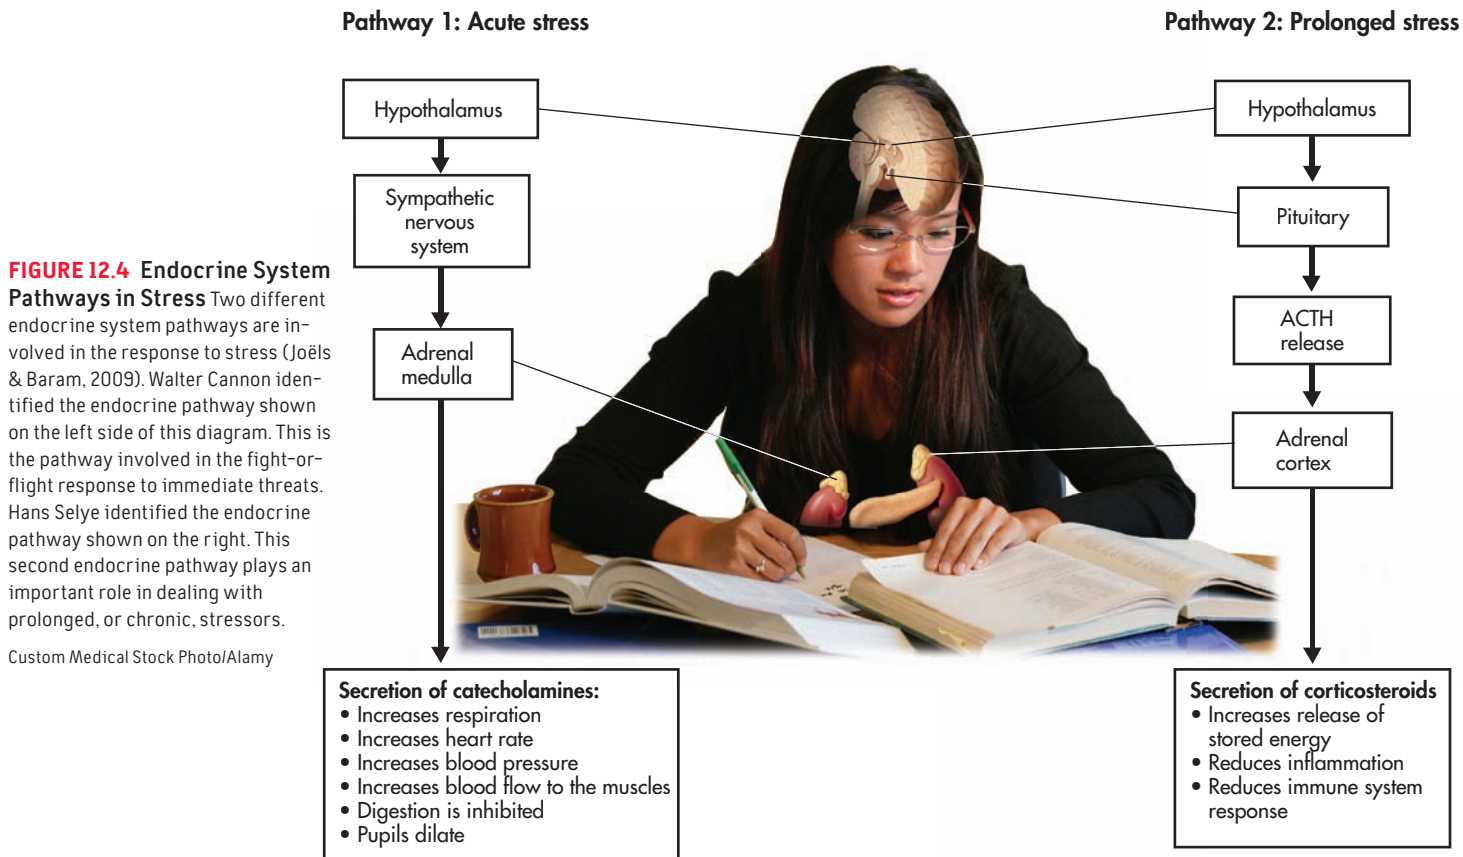 Pathway 1: Acute stress
Hypothalamus
Sympathetic
nervous
system
Adrenal
medulla
Secretion of catecholamines:
• Increases respiration
• Increases heart rate
• Increases blood pressure
• Increases blood flow to the muscles
• Digestion is inhibited
• Pupils dilate
Pathway 2: Prolonged stress
Hypothalamus
Pituitary
ACTH
release
Adrenal
cortex
Secretion of corticosteroids
• Increases release of
stored energy
• Reduces inflammation
• Reduces immune system
response
FIGURE 12.4 Endocrine System
Pathways in Stress Two different
endocrine system pathways are in-
volved in the response to stress (Joëls
& Baram, 2009). Walter Cannon iden-
tified the endocrine pathway shown
on the left side of this diagram. This is
the pathway involved in the fight-or-
flight response to immediate threats.
Hans Selye identified the endocrine
pathway shown on the right. This
second endocrine pathway plays an
important role in dealing with
prolonged, or chronic, stressors.
Custom Medical Stock Photo/Alamy